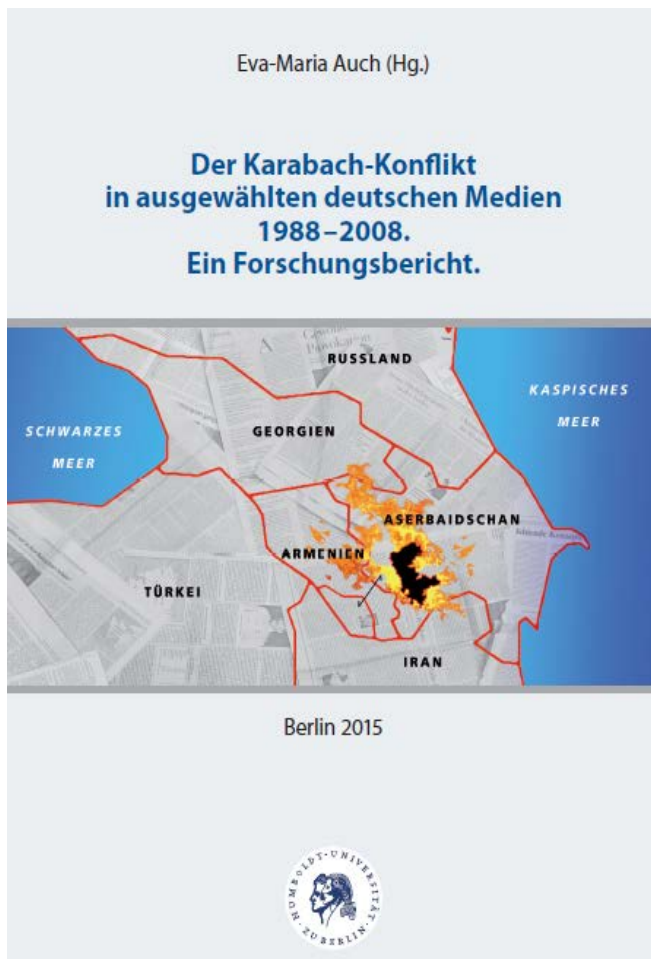 Eva-Maria Auch (Hg.)
Der Karabach-Konflikt
in ausgewählten deutschen Medien
1988–2008.
Ein Forschungsbericht.
RUSSLAND
KASPISCHES
MEER
SCHWARZES
MEER
GEORGIEN
ASERBAIDSCHAN
ARMENIEN
TÜRKEI
IRAN
Berlin 2015
HUMBOLDT-UNIVERSITÄT
ZU BERLIN